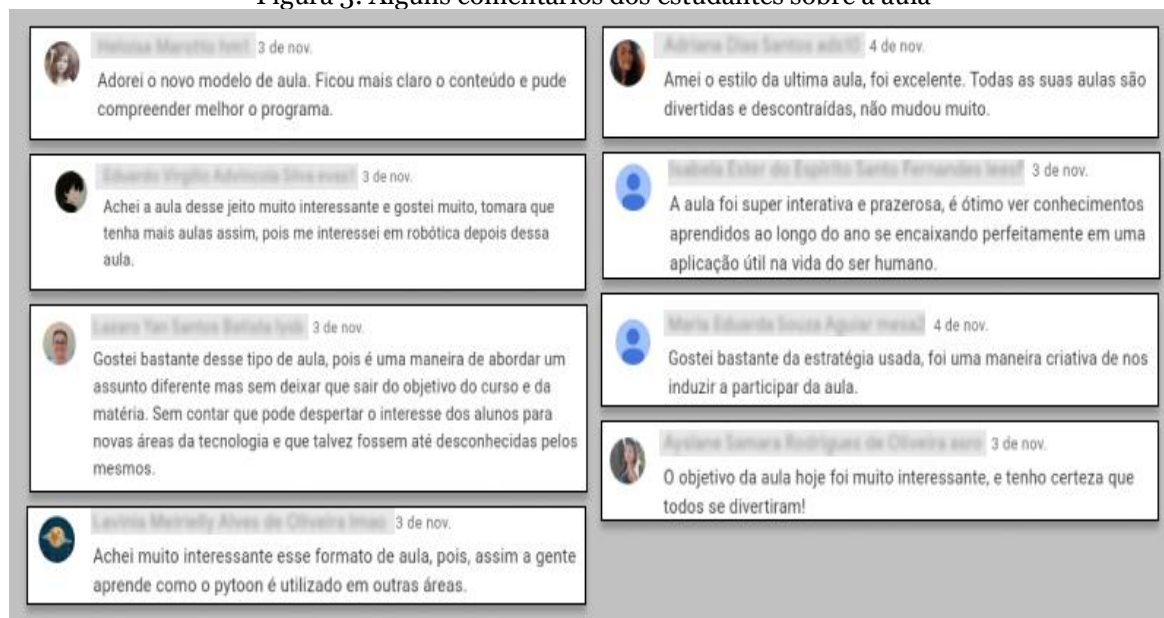 Figura 3: Alguns comentários dos estudantes sobre a aula
3 de nov.
Adorei o novo modelo de aula. Ficou mais claro o conteúdo e pude
compreender melhor o programa.
3 de nov.
Achei a aula desse jeito muito interessante e gostei muito, tomara que
tenha mais aulas assim, pois me interessei em robótica depois dessa
aula.
3 de nov.
Gostei bastante desse tipo de aula, pois é uma maneira de abordar um
assunto diferente mas sem deixar que sair do objetivo do curso e da
matéria. Sem contar que pode despertar o interesse dos alunos para
novas áreas da tecnologia e que talvez fossem até desconhecidas pelos
mesmos.
3 de nov.
Achei muito interessante esse formato de aula, pois, assim a gente
aprende como o pytoon é utilizado em outras áreas.
4 de nov.
Amei o estilo da ultima aula, foi excelente. Todas as suas aulas são
divertidas e descontraídas, não mudou muito.
3 de nov.
A aula foi super interativa e prazerosa, é ótimo ver conhecimentos
aprendidos ao longo do ano se encaixando perfeitamente em uma
aplicação útil na vida do ser humano.
4 de nov.
Gostei bastante da estratégia usada, foi uma maneira criativa de nos
induzir a participar da aula.
3 de nov.
O objetivo da aula hoje foi muito interessante, e tenho certeza que
todos se divertiram!